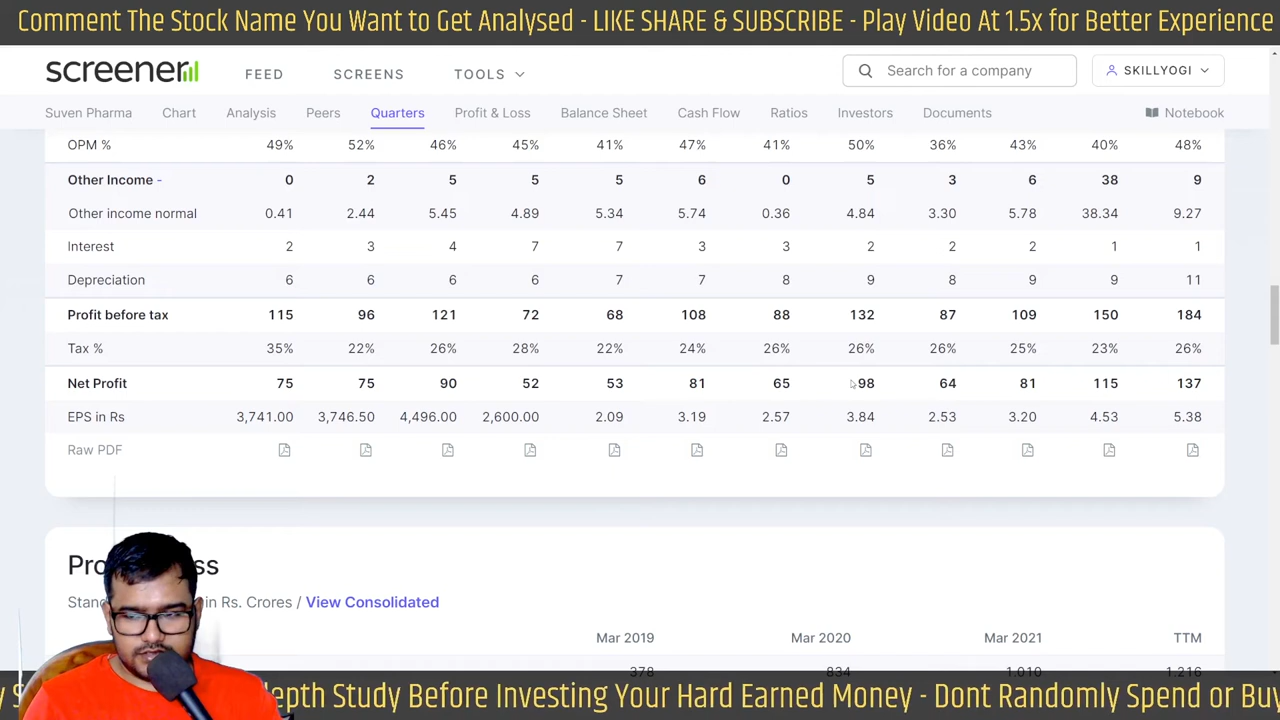 Comment The Stock Name You Want to Get Analysed - LIKE SHARE & SUBSCRIBE - Play Video At 1.5x for Better Experience
screener FEED SCREENS TOOLS Search for a company SKILLYOGI
Suven Pharma Chart Analysis Peers Quarters Profit & Loss Balance Sheet Cash Flow Ratios Investors Documents Notebook
OPM % 49% 52% 46% 45% 41% 47% 41% 50% 36% 43% 40% 48%
Other Income - 0 2 5 5 5 6 0 5 3 6 38 9
Other income normal 0.41 2.44 5.45 4.89 5.34 5.74 0.36 4.84 3.30 5.78 38.34 9.27
Interest 2 3 4 7 7 3 3 2 2 2 1 1
Depreciation 6 6 6 6 7 7 8 9 8 9 9 11
Profit before tax 115 96 121 72 68 108 88 132 87 109 150 184
Tax % 35% 22% 26% 28% 22% 24% 26% 26% 26% 25% 23% 26%
Net Profit 75 75 90 52 53 81 65 98 64 81 115 137
EPS in Rs 3,741.00 3,746.50 4,496.00 2,600.00 2.09 3.19 2.57 3.84 2.53 3.20 4.53 5.38
Raw PDF
in Rs. Crores / View Consolidated
Mar 2019 Mar 2020 Mar 2021 TTM
378 834 1,010 1,216
depth Study Before Investing Your Hard Earned Money - Dont Randomly Spend or Buy